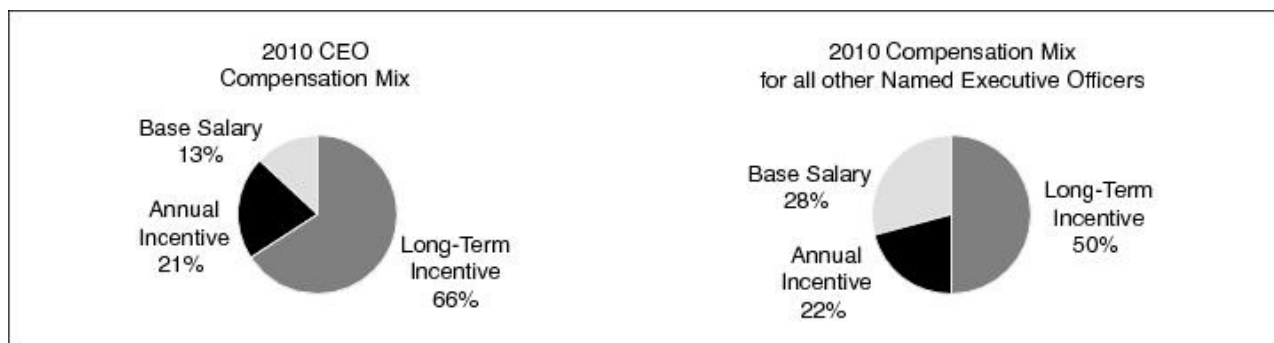 2010 CEO
Compensation Mix
Base Salary
13%
Annual
Incentive
21%
Long-Term
Incentive
66%
2010 Compensation Mix
for all other Named Executive Officers
Base Salary
28%
Annual
Incentive
22%
Long-Term
Incentive
50%